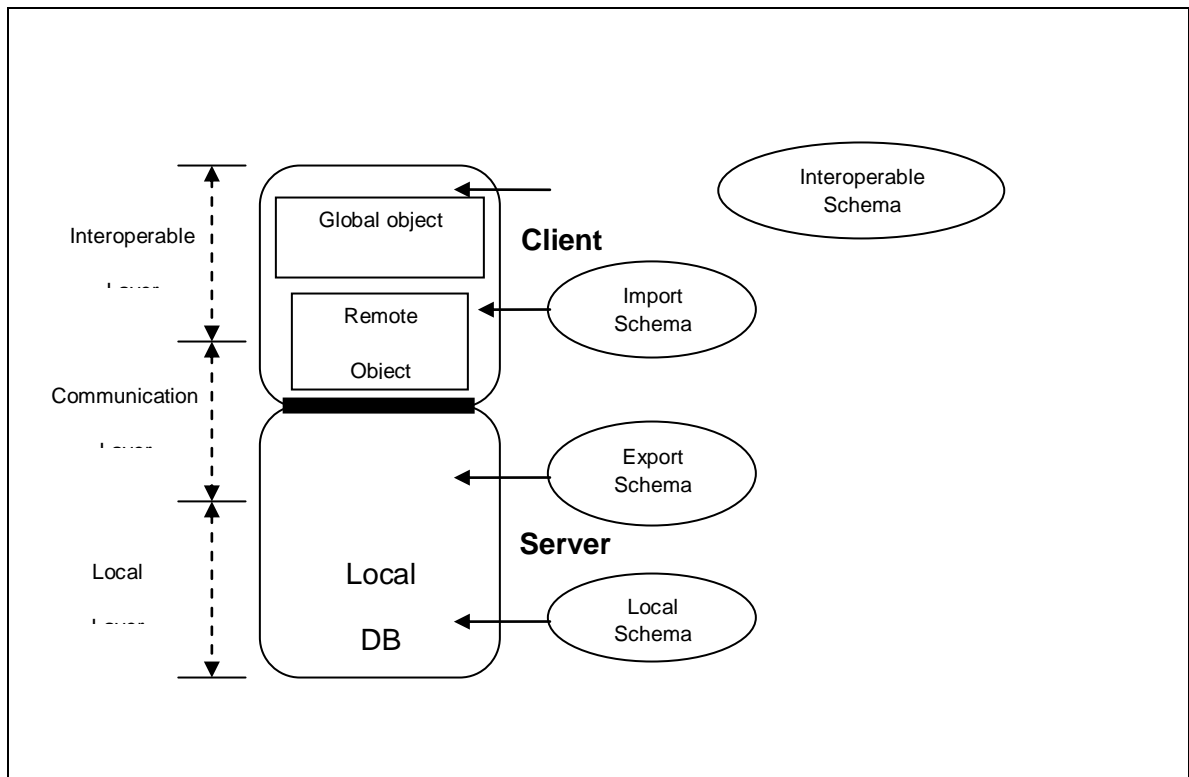 Interoperable
Schema
Global object
Interoperable
Client
Import
Schema
Remote
Object
Communication
Export
Schema
Server
Local
Local
DB
Local
Schema